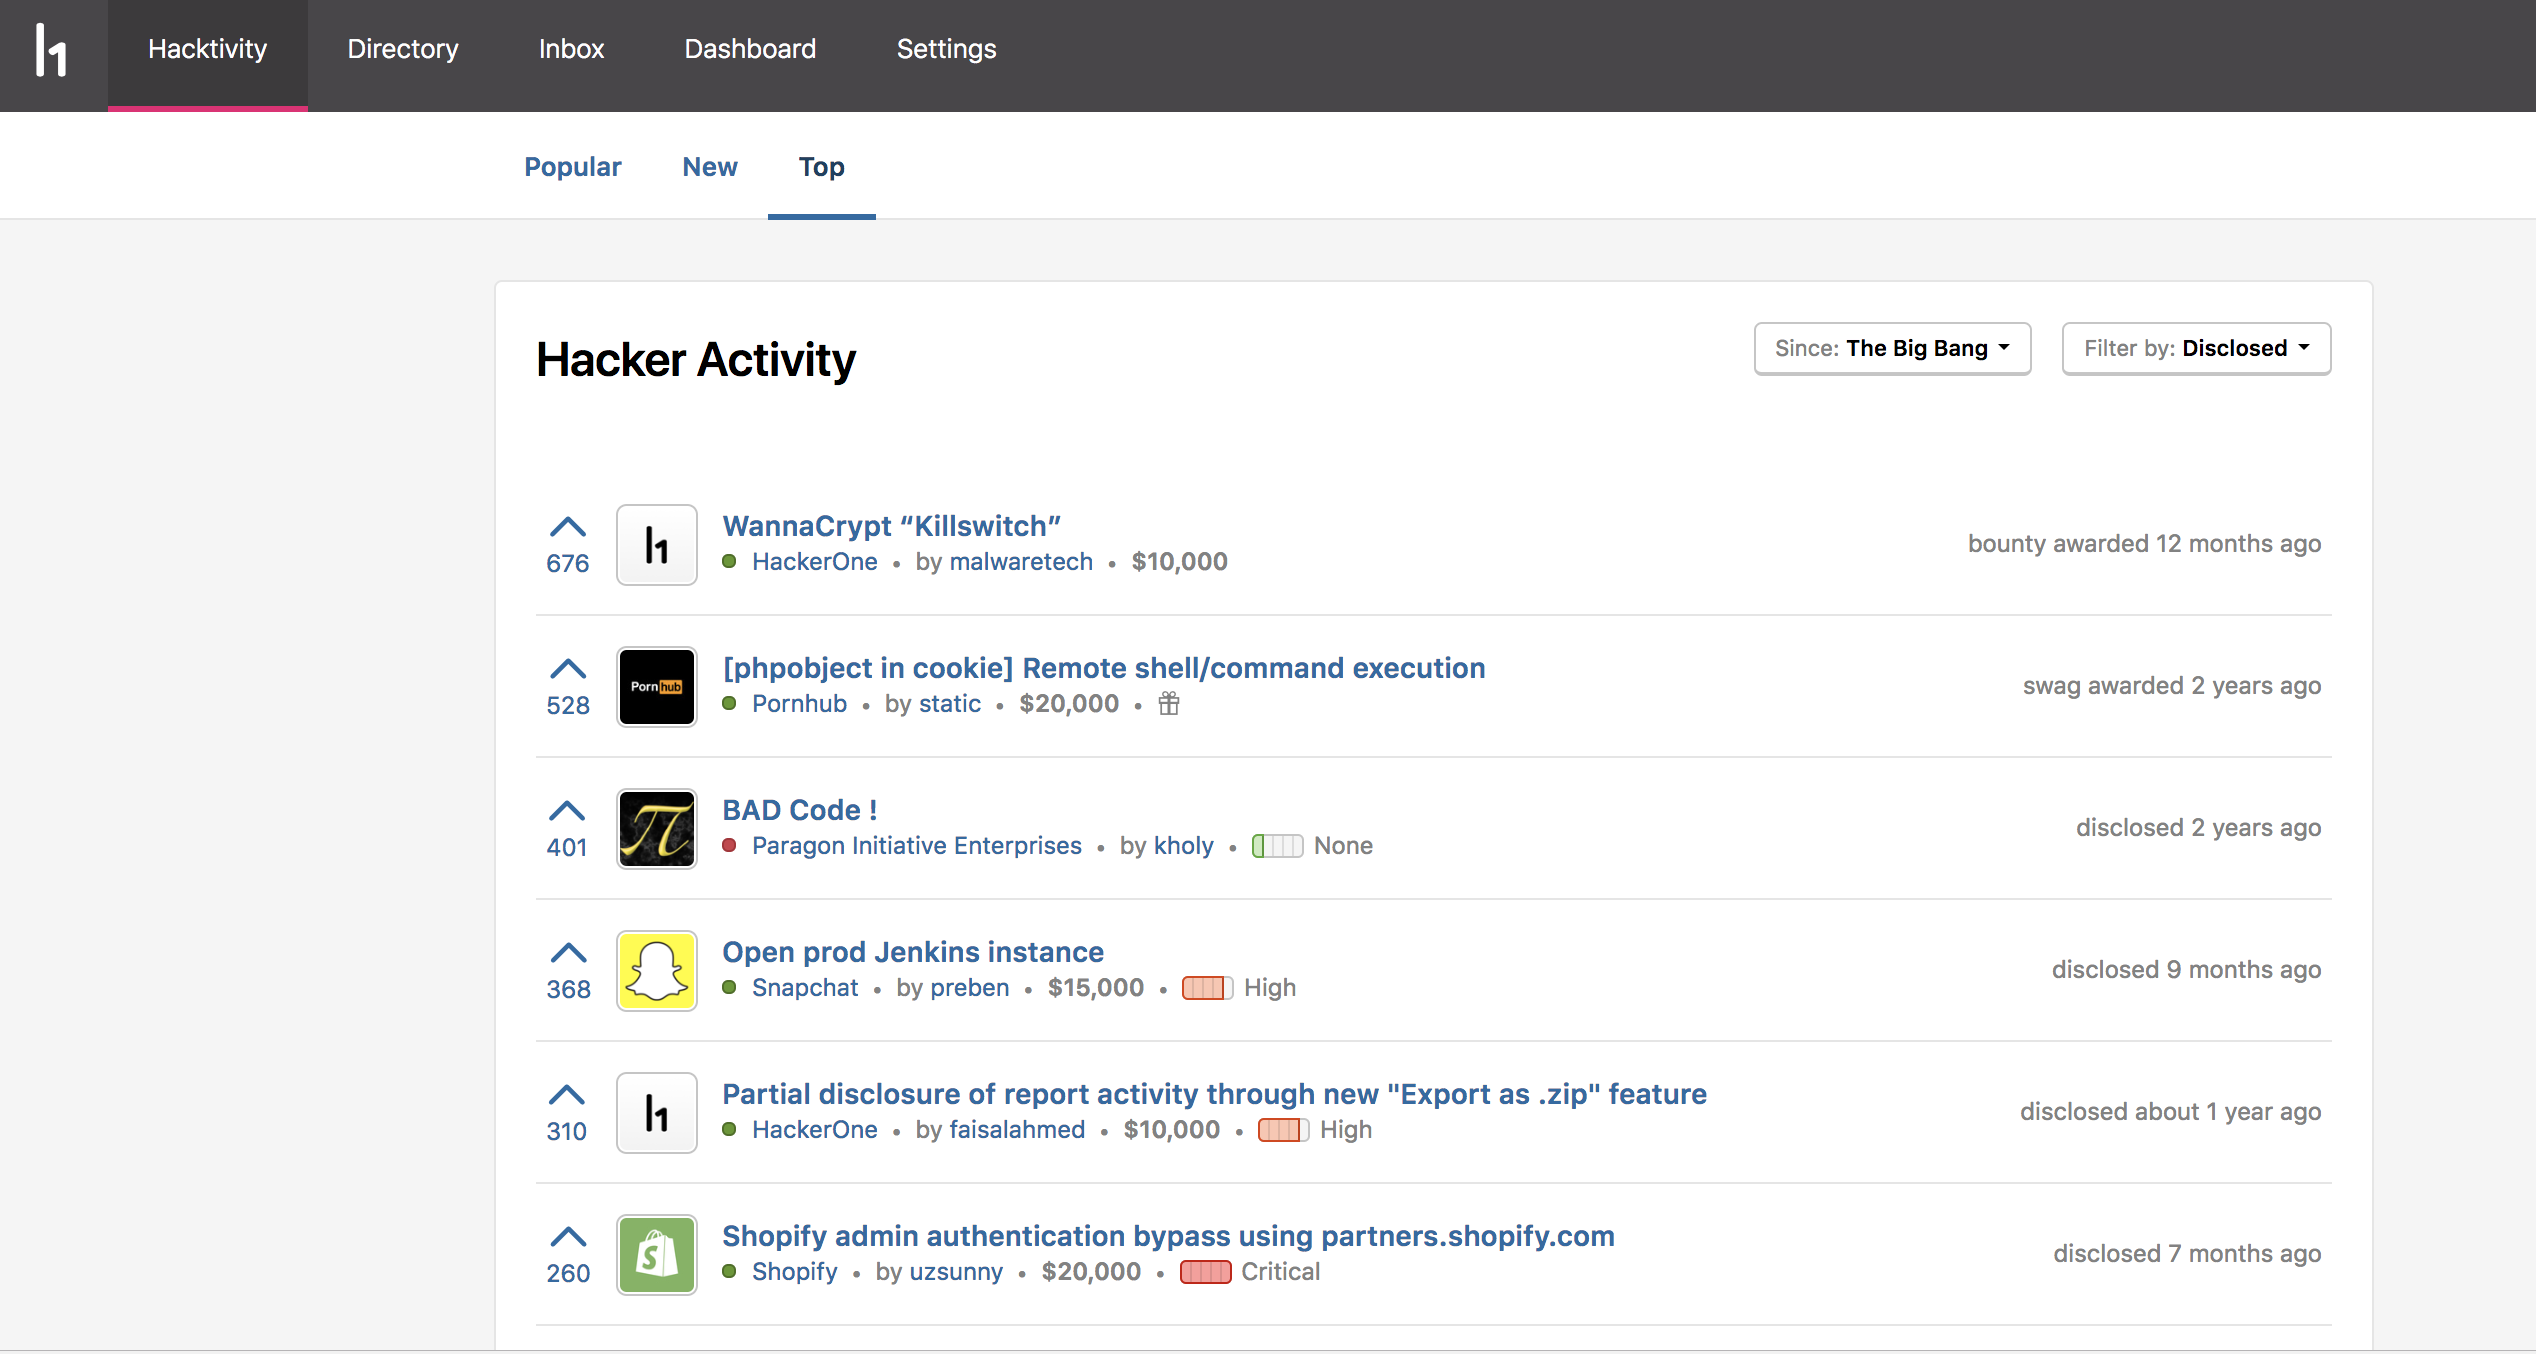 h1 Hacktivity Directory Inbox Dashboard Settings
Popular New Top
Hacker Activity Since: The Big Bang Filter by: Disclosed
WannaCrypt “Killswitch”
676 h1 HackerOne • by malwaretech • $10,000 bounty awarded 12 months ago
[phpobject in cookie] Remote shell/command execution
528 Pornhub Pornhub • by static • $20,000 • swag awarded 2 years ago
BAD Code !
401 π Paragon Initiative Enterprises • by kholy • None disclosed 2 years ago
Open prod Jenkins instance
368 Snapchat • by preben • $15,000 • High disclosed 9 months ago
Partial disclosure of report activity through new "Export as .zip" feature
310 h1 HackerOne • by faisalahmed • $10,000 • High disclosed about 1 year ago
Shopify admin authentication bypass using partners.shopify.com
260 S Shopify • by uzsunny • $20,000 • Critical disclosed 7 months ago